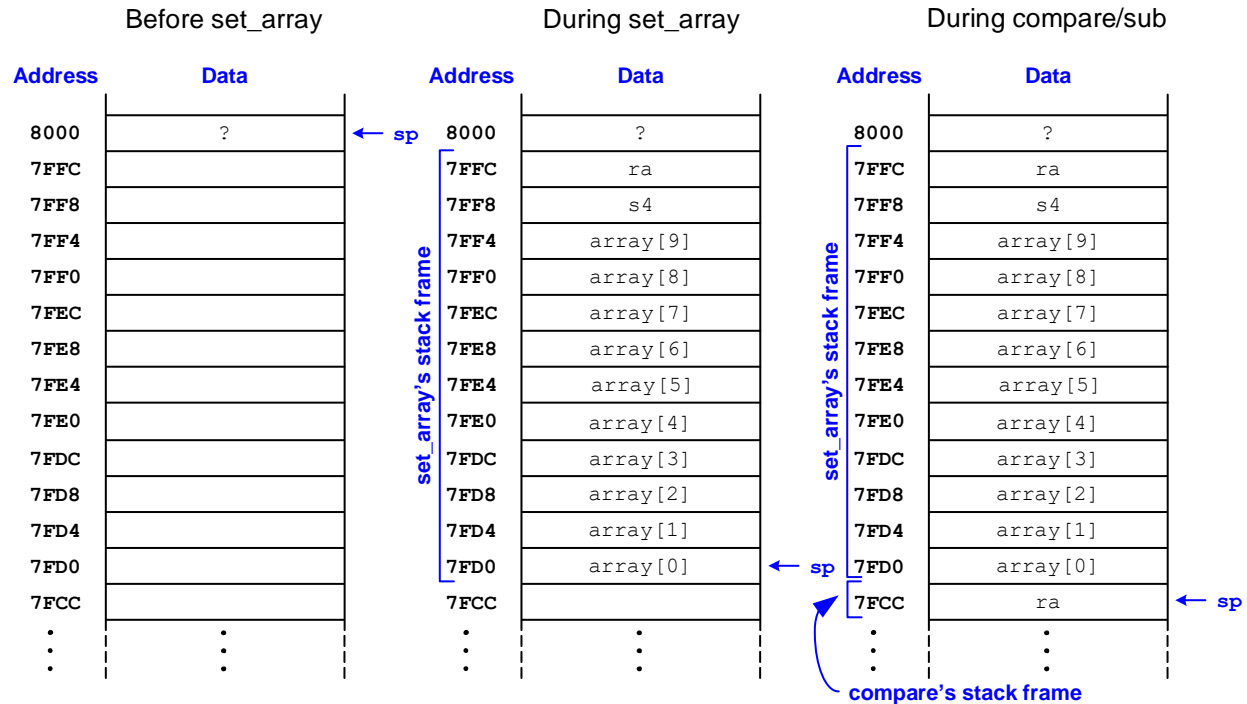 Before set_array During set_array During compare/sub
Address Data Address Data Address Data
8000 ? sp 8000 ? 8000 ?
7FFC 7FFC ra 7FFC ra
7FF8 7FF8 s4 7FF8 s4
7FF4 7FF4 array[9] 7FF4 array[9]
7FF0 7FF0 array[8] 7FF0 array[8]
7FEC 7FEC array[7] 7FEC array[7]
7FE8 7FE8 array[6] 7FE8 array[6]
7FE4 7FE4 array[5] 7FE4 array[5]
7FE0 7FE0 array[4] 7FE0 array[4]
7FDC 7FDC array[3] 7FDC array[3]
7FD8 7FD8 array[2] 7FD8 array[2]
7FD4 7FD4 array[1] 7FD4 array[1]
7FD0 7FD0 array[0] sp 7FD0 array[0]
7FCC 7FCC 7FCC ra sp
set_array's stack frame
set_array's stack frame
compare's stack frame